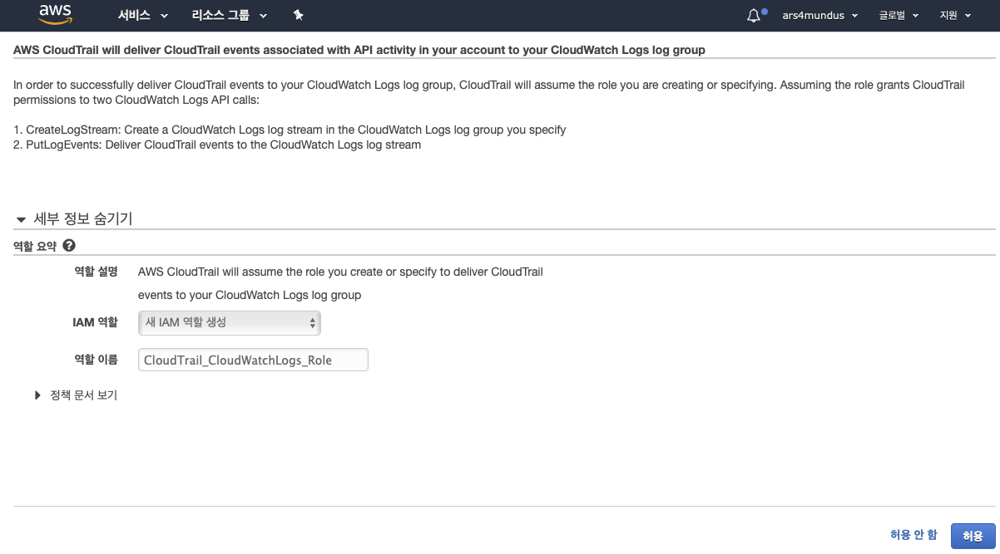 aws 서비스 리소스 그룹 ars4mundus 글로벌 지원
AWS CloudTrail will deliver CloudTrail events associated with API activity in your account to your CloudWatch Logs log group
In order to successfully deliver CloudTrail events to your CloudWatch Logs log group, CloudTrail will assume the role you are creating or specifying. Assuming the role grants CloudTrail
permissions to two CloudWatch Logs API calls:
1. CreateLogStream: Create a CloudWatch Logs log stream in the CloudWatch Logs log group you specify
2. PutLogEvents: Deliver CloudTrail events to the CloudWatch Logs log stream
세부 정보 숨기기
역할 요약 ?
역할 설명 AWS CloudTrail will assume the role you create or specify to deliver CloudTrail
events to your CloudWatch Logs log group
IAM 역할 새 IAM 역할 생성
역할 이름 CloudTrail_CloudWatchLogs_Role
정책 문서 보기
허용 안 함 허용